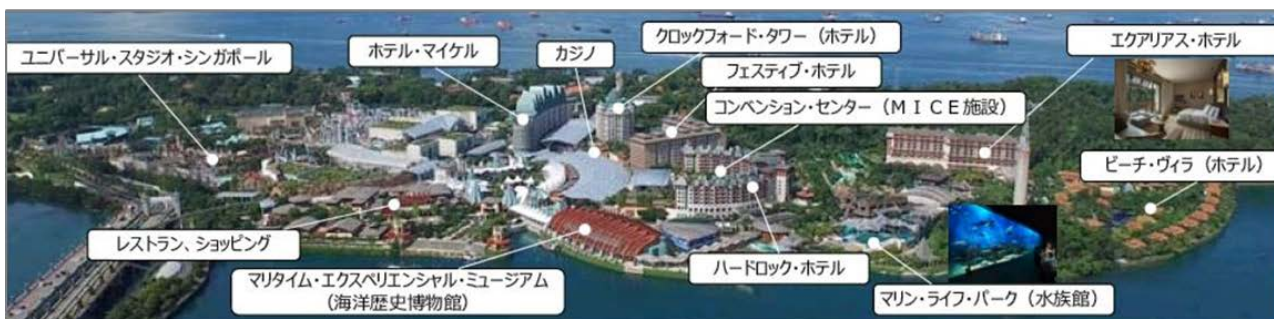 ユニバーサル・スタジオ・シンガポール
ホテル・マイケル
カジノ
クロックフォード・タワー（ホテル）
フェスティブ・ホテル
コンベンション・センター（ＭＩＣＥ施設）
エクアリアス・ホテル
ビーチ・ヴィラ（ホテル）
レストラン、ショッピング
マリタイム・エクスペリエンシャル・ミュージアム
（海洋歴史博物館）
ハードロック・ホテル
マリン・ライフ・パーク（水族館）